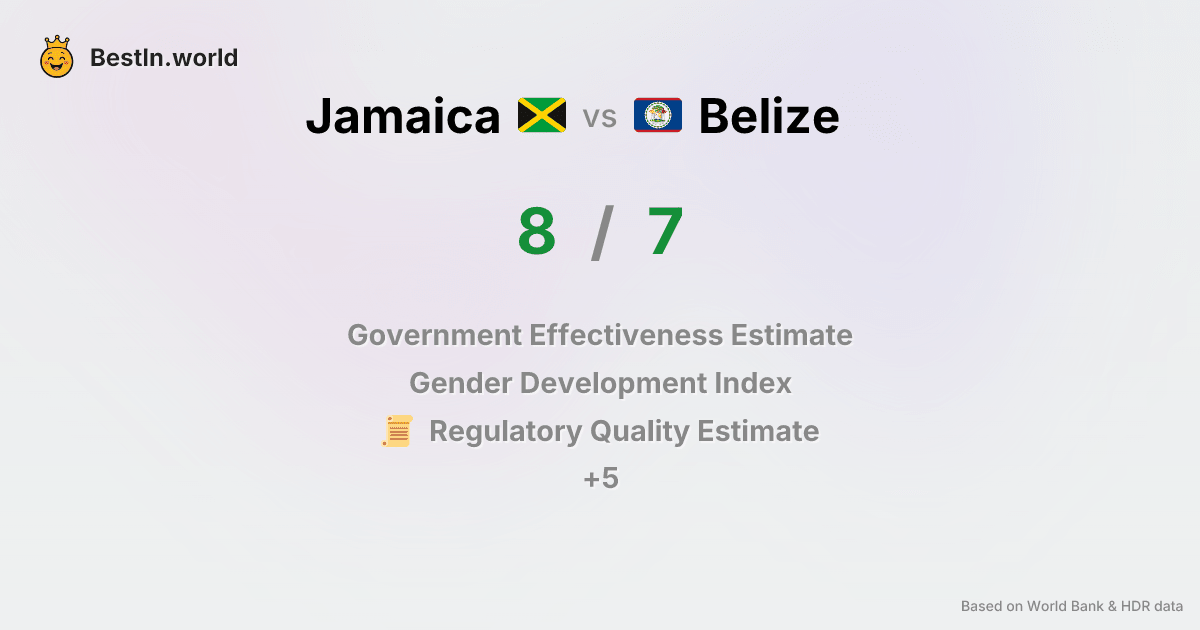 BestIn.world
Jamaica vs Belize
8 / 7
Government Effectiveness Estimate
Gender Development Index
Regulatory Quality Estimate
+5
Based on World Bank & HDR data